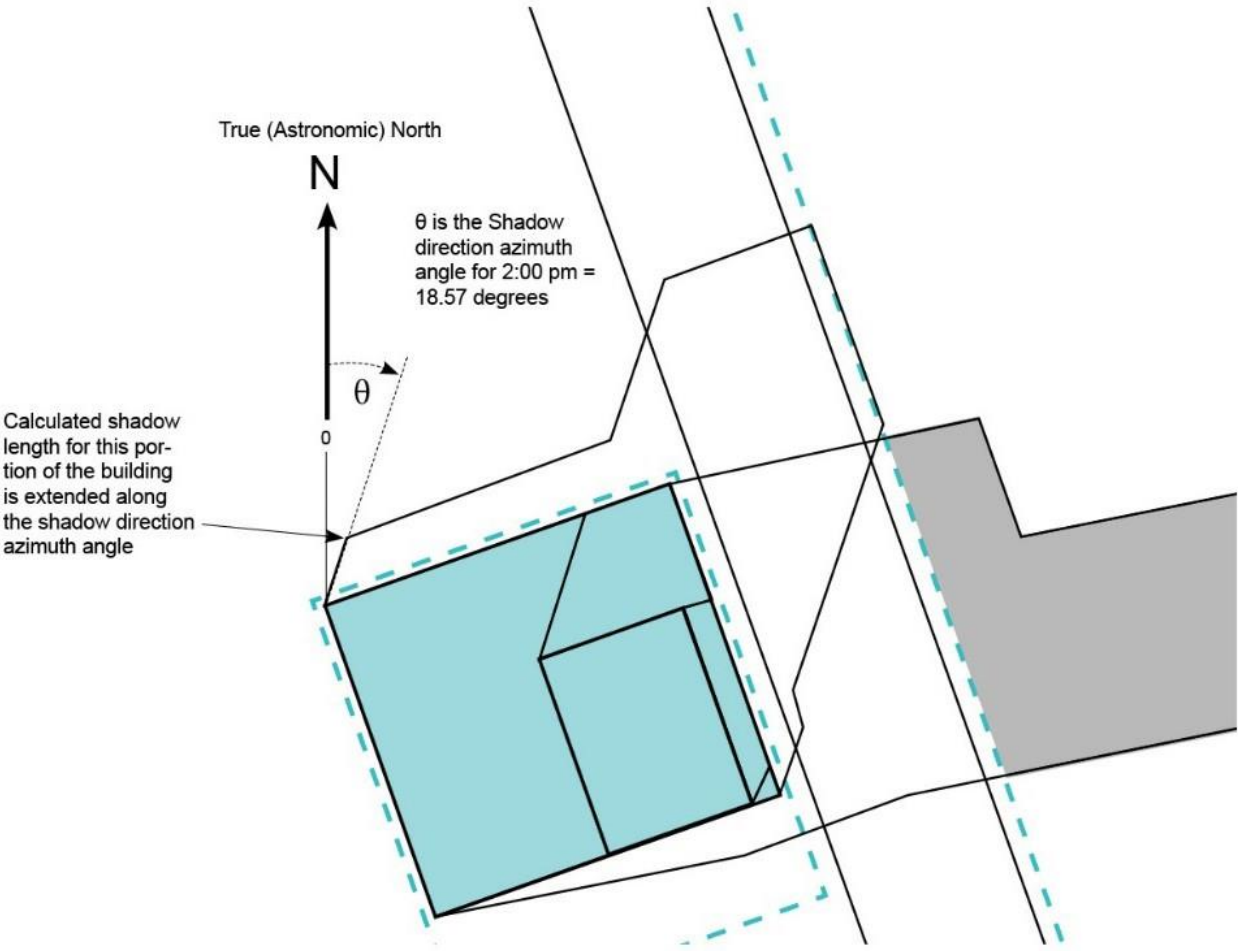 True (Astronomic) North
N
θ is the Shadow
direction azimuth
angle for 2:00 pm =
18.57 degrees
θ
Calculated shadow
length for this por-
tion of the building
is extended along
the shadow direction
azimuth angle
0